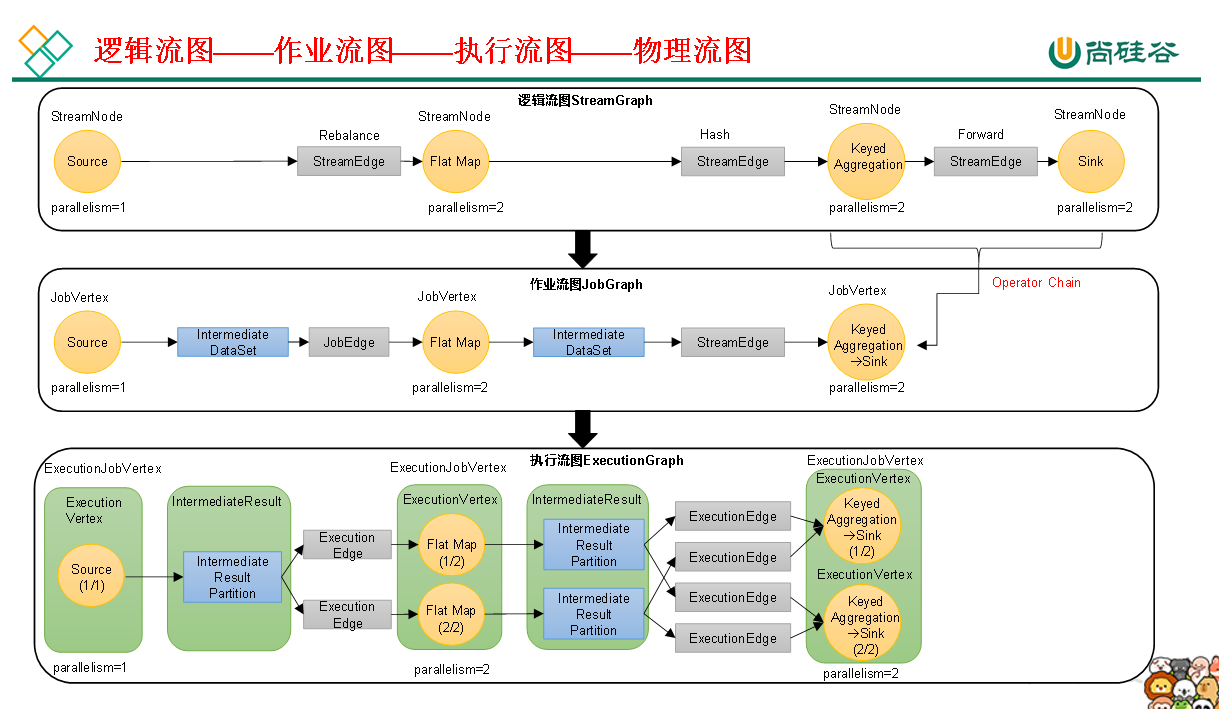 逻辑流图——作业流图——执行流图——物理流图
尚硅谷
逻辑流图StreamGraph
StreamNode
StreamNode
StreamNode
StreamNode
Rebalance
Hash
Forward
Source
StreamEdge
Flat Map
StreamEdge
Keyed
Aggregation
StreamEdge
Sink
parallelism=1
parallelism=2
parallelism=2
parallelism=2
Operator Chain
作业流图JobGraph
JobVertex
JobVertex
JobVertex
Source
Intermediate
DataSet
JobEdge
Flat Map
Intermediate
DataSet
StreamEdge
Keyed
Aggregation
→Sink
parallelism=1
parallelism=2
parallelism=2
执行流图ExecutionGraph
ExecutionJobVertex
ExecutionJobVertex
ExecutionJobVertex
Execution
Vertex
Source
(1/1)
parallelism=1
IntermediateResult
Intermediate
Result
Partition
Execution
Edge
Execution
Edge
ExecutionVertex
Flat Map
(1/2)
Flat Map
(2/2)
parallelism=2
IntermediateResult
Intermediate
Result
Partition
Intermediate
Result
Partition
ExecutionEdge
ExecutionEdge
ExecutionEdge
ExecutionEdge
ExecutionVertex
Keyed
Aggregation
→Sink
(1/2)
ExecutionVertex
Keyed
Aggregation
→Sink
(2/2)
parallelism=2